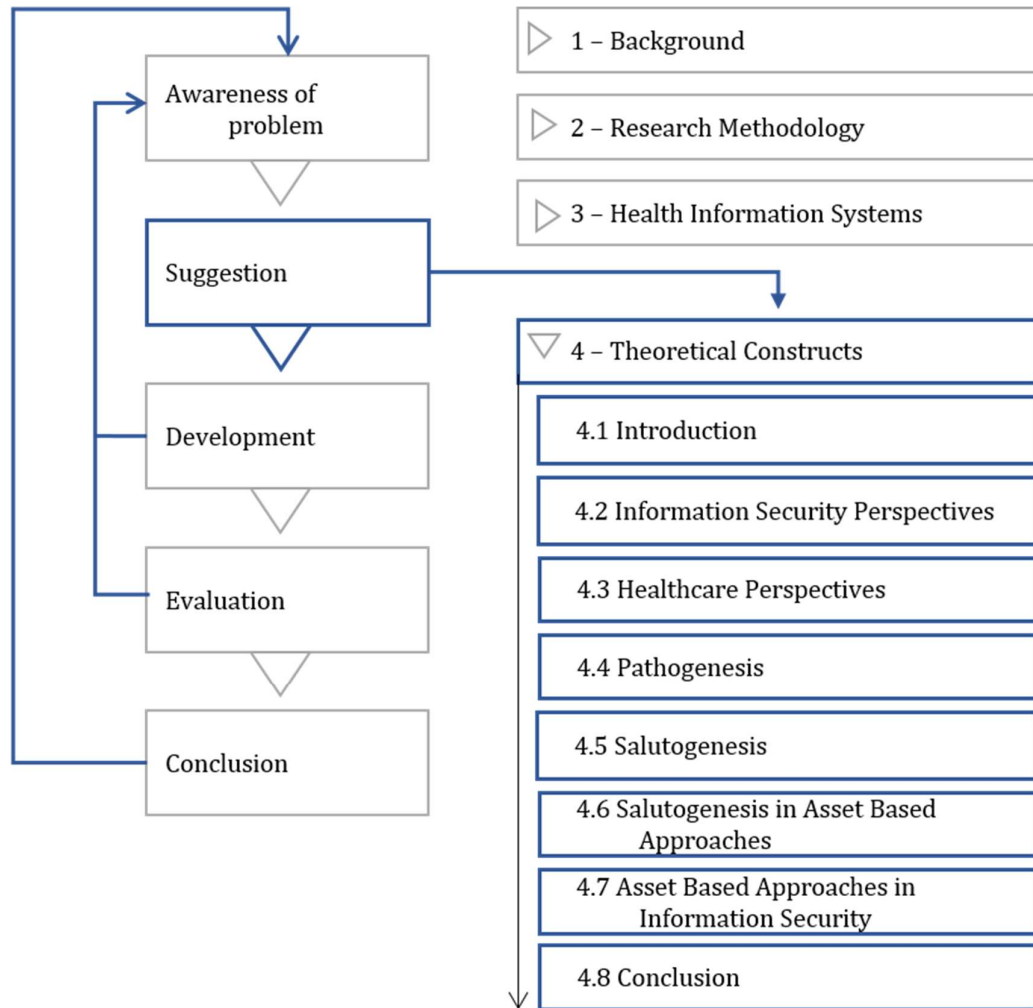 Awareness of
problem
Suggestion
Development
Evaluation
Conclusion
1 – Background
2 – Research Methodology
3 – Health Information Systems
4 – Theoretical Constructs
4.1 Introduction
4.2 Information Security Perspectives
4.3 Healthcare Perspectives
4.4 Pathogenesis
4.5 Salutogenesis
4.6 Salutogenesis in Asset Based
Approaches
4.7 Asset Based Approaches in
Information Security
4.8 Conclusion